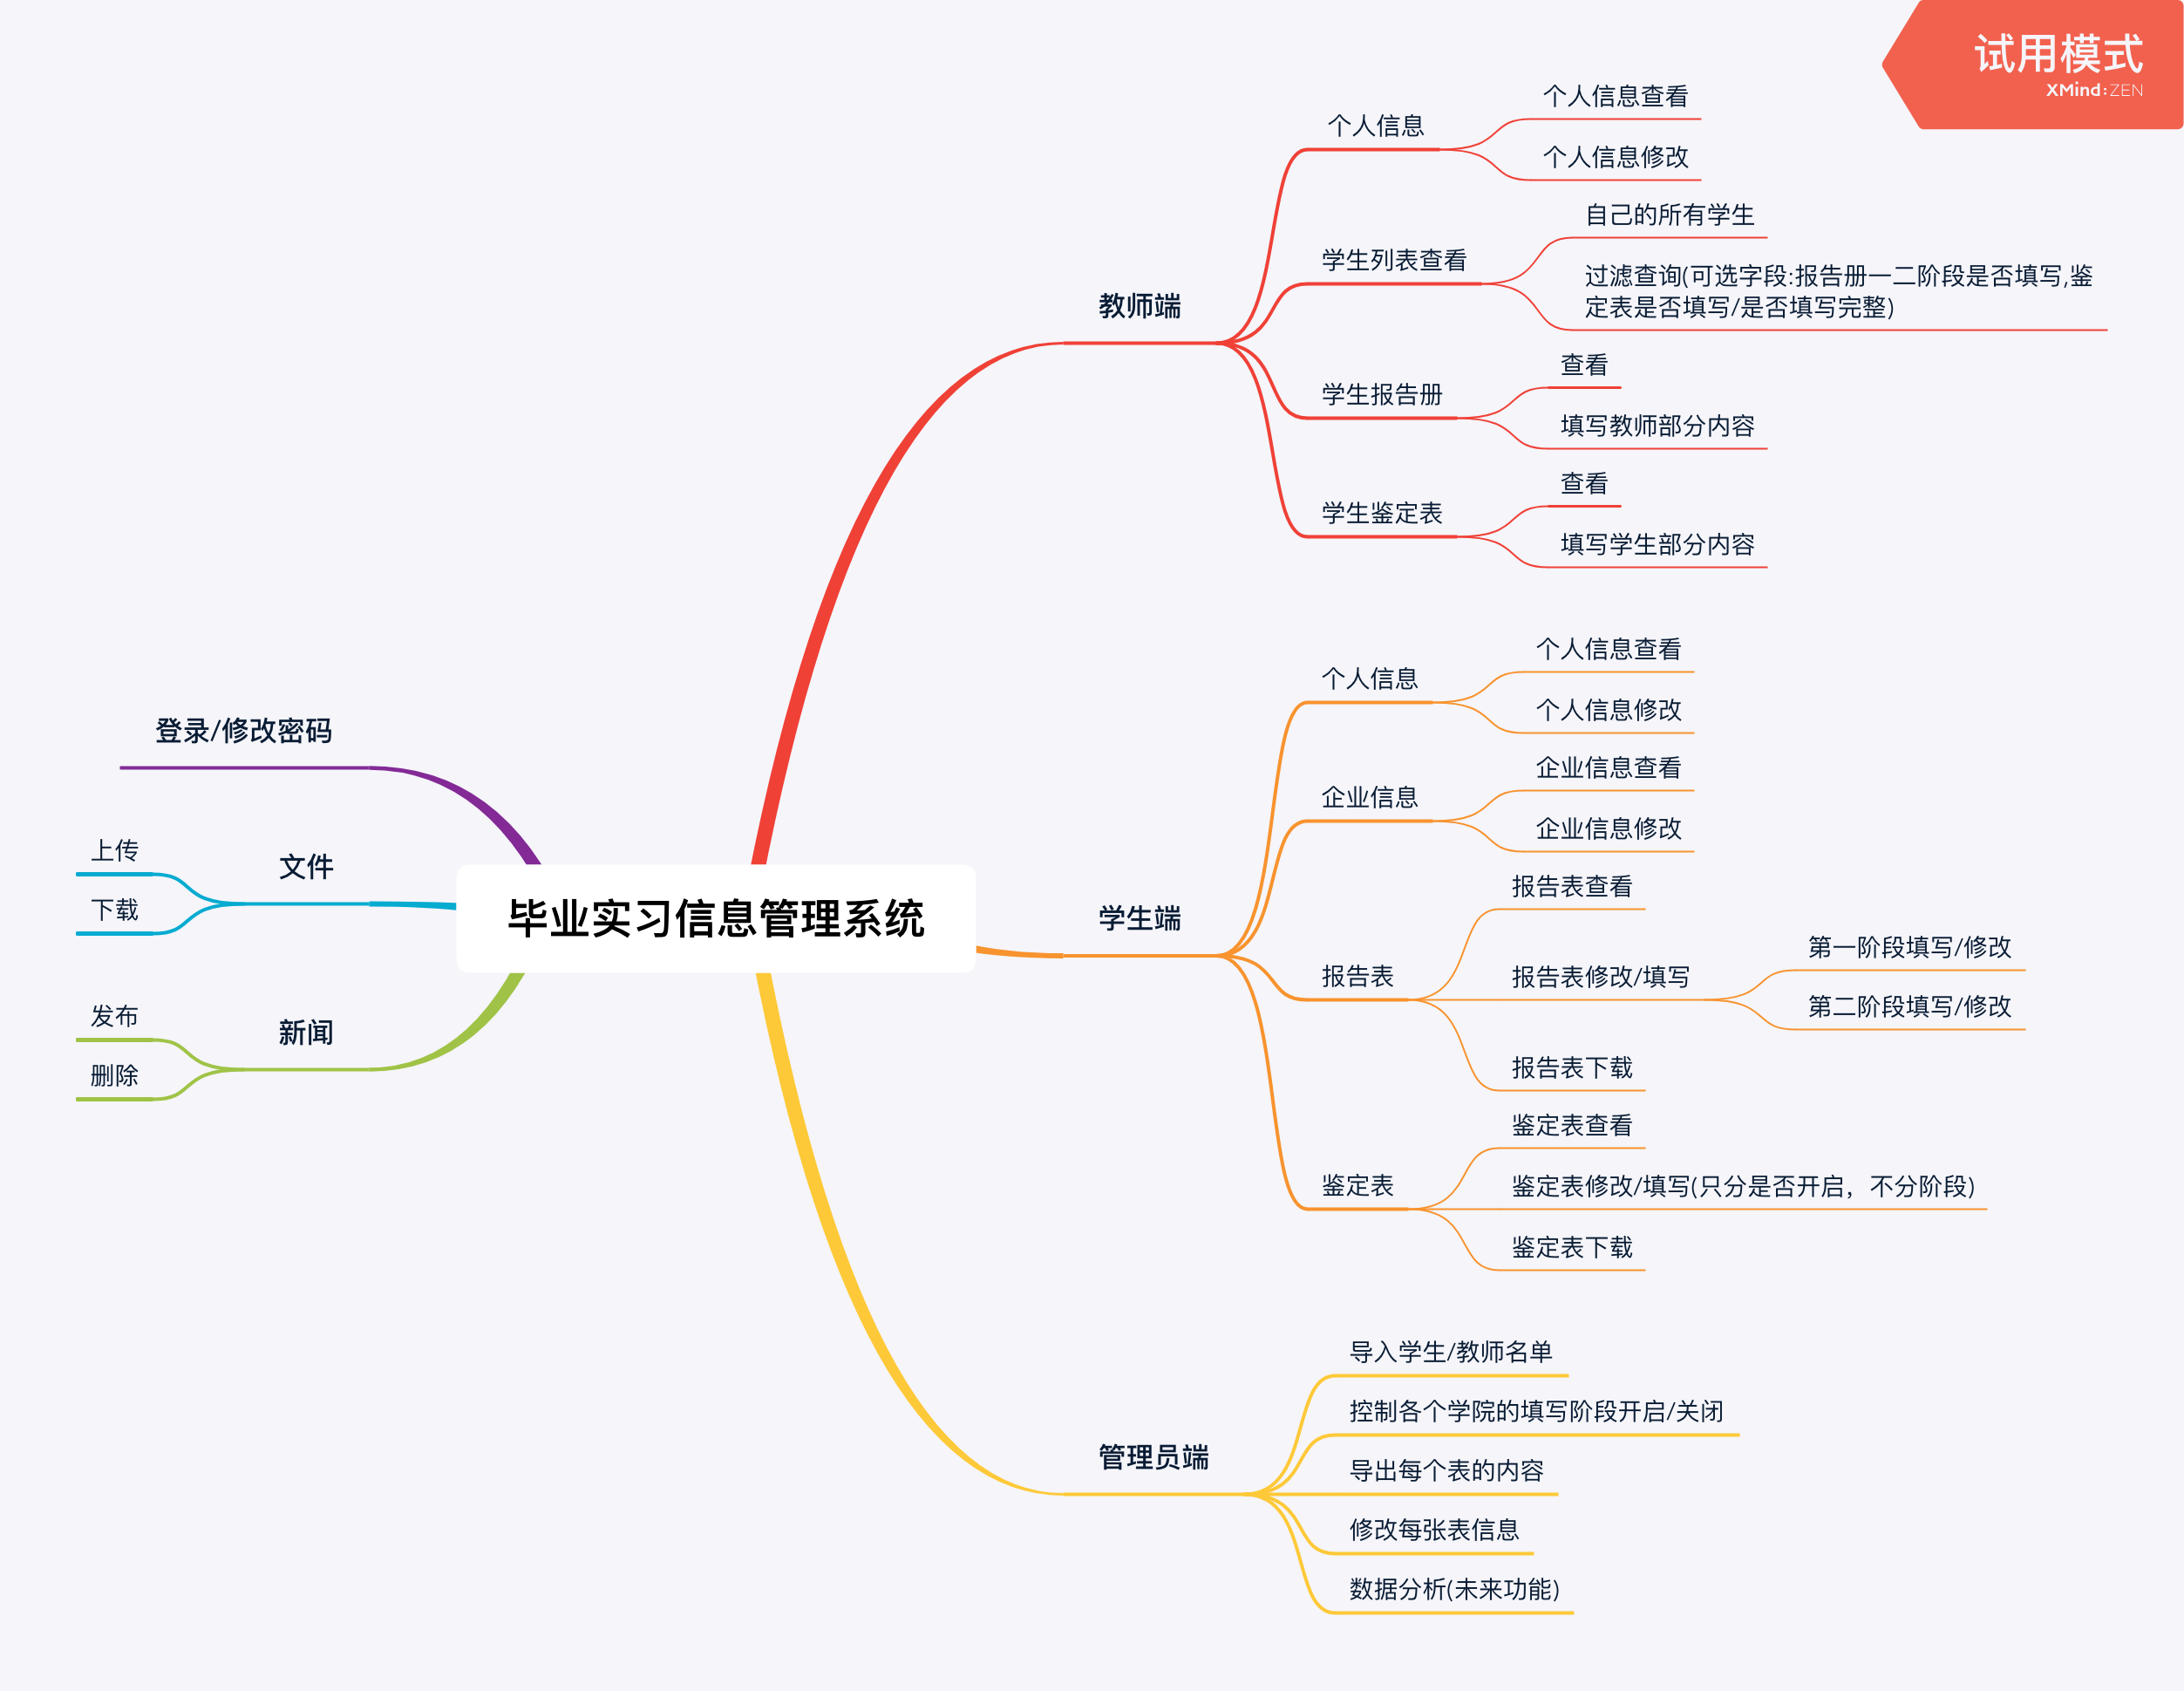 试用模式
XMind:ZEN
毕业实习信息管理系统
教师端
个人信息
个人信息查看
个人信息修改
学生列表查看
自己的所有学生
过滤查询(可选字段:报告册一二阶段是否填写,鉴
定表是否填写/是否填写完整)
学生报告册
查看
填写教师部分内容
学生鉴定表
查看
填写学生部分内容
学生端
个人信息
个人信息查看
个人信息修改
企业信息
企业信息查看
企业信息修改
报告表
报告表查看
报告表修改/填写
第一阶段填写/修改
第二阶段填写/修改
报告表下载
鉴定表
鉴定表查看
鉴定表修改/填写(只分是否开启，不分阶段)
鉴定表下载
管理员端
导入学生/教师名单
控制各个学院的填写阶段开启/关闭
导出每个表的内容
修改每张表信息
数据分析(未来功能)
登录/修改密码
文件
上传
下载
新闻
发布
删除